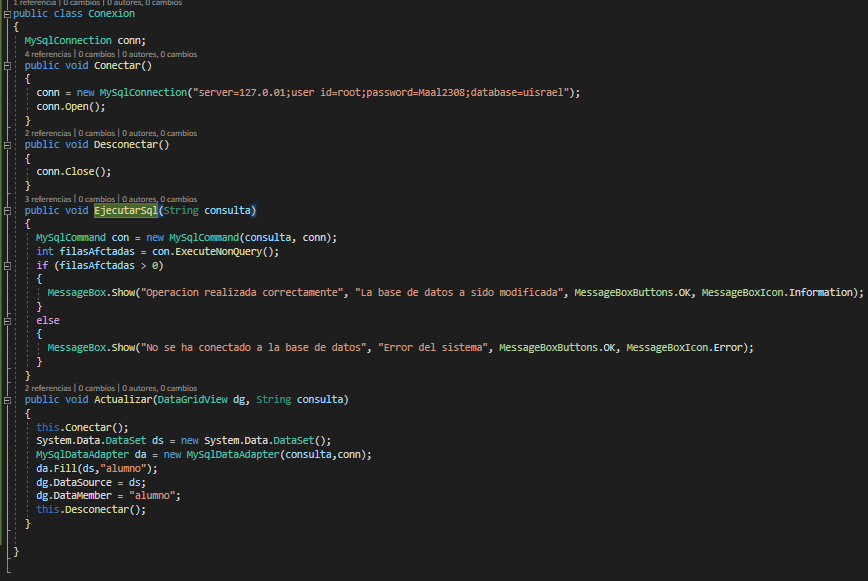 1 referencia | 0 cambios | 0 autores, 0 cambios
public class Conexion
{
MySqlConnection conn;
4 referencias | 0 cambios | 0 autores, 0 cambios
public void Conectar()
{
conn = new MySqlConnection("server=127.0.01;user id=root;password=Maal2308;database=uisrael");
conn.Open();
}
2 referencias | 0 cambios | 0 autores, 0 cambios
public void Desconectar()
{
conn.Close();
}
3 referencias | 0 cambios | 0 autores, 0 cambios
public void EjecutarSql(String consulta)
{
MySqlCommand con = new MySqlCommand(consulta, conn);
int filasAfctadas = con.ExecuteNonQuery();
if (filasAfctadas > 0)
{
MessageBox.Show("Operacion realizada correctamente", "La base de datos a sido modificada", MessageBoxButtons.OK, MessageBoxIcon.Information);
}
else
{
MessageBox.Show("No se ha conectado a la base de datos", "Error del sistema", MessageBoxButtons.OK, MessageBoxIcon.Error);
}
}
2 referencias | 0 cambios | 0 autores, 0 cambios
public void Actualizar(DataGridView dg, String consulta)
{
this.Conectar();
System.Data.DataSet ds = new System.Data.DataSet();
MySqlDataAdapter da = new MySqlDataAdapter(consulta,conn);
da.Fill(ds,"alumno");
dg.DataSource = ds;
dg.DataMember = "alumno";
this.Desconectar();
}
}